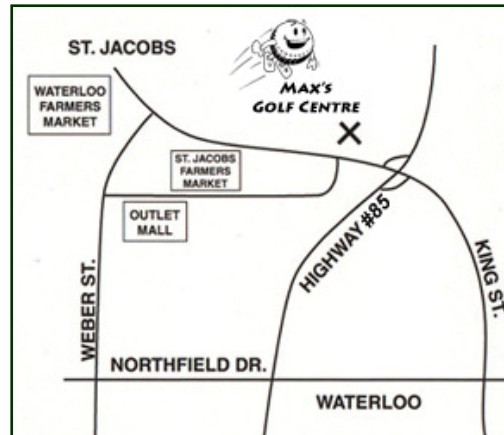 ST. JACOBS
MAX'S
GOLF CENTRE
WATERLOO
FARMERS
MARKET
ST. JACOBS
FARMERS
MARKET
OUTLET
MALL
WEBER ST.
HIGHWAY #85
KING ST.
NORTHFIELD DR.
WATERLOO